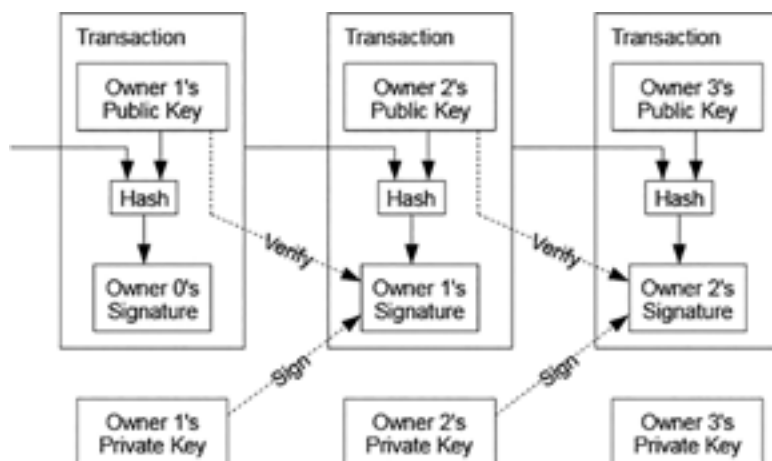 Transaction
Owner 1's
Public Key
Hash
Owner 0's
Signature
Transaction
Owner 2's
Public Key
Hash
Verify
Owner 1's
Signature
Sign
Transaction
Owner 3's
Public Key
Hash
Verify
Owner 2's
Signature
Sign
Owner 1's
Private Key
Owner 2's
Private Key
Owner 3's
Private Key